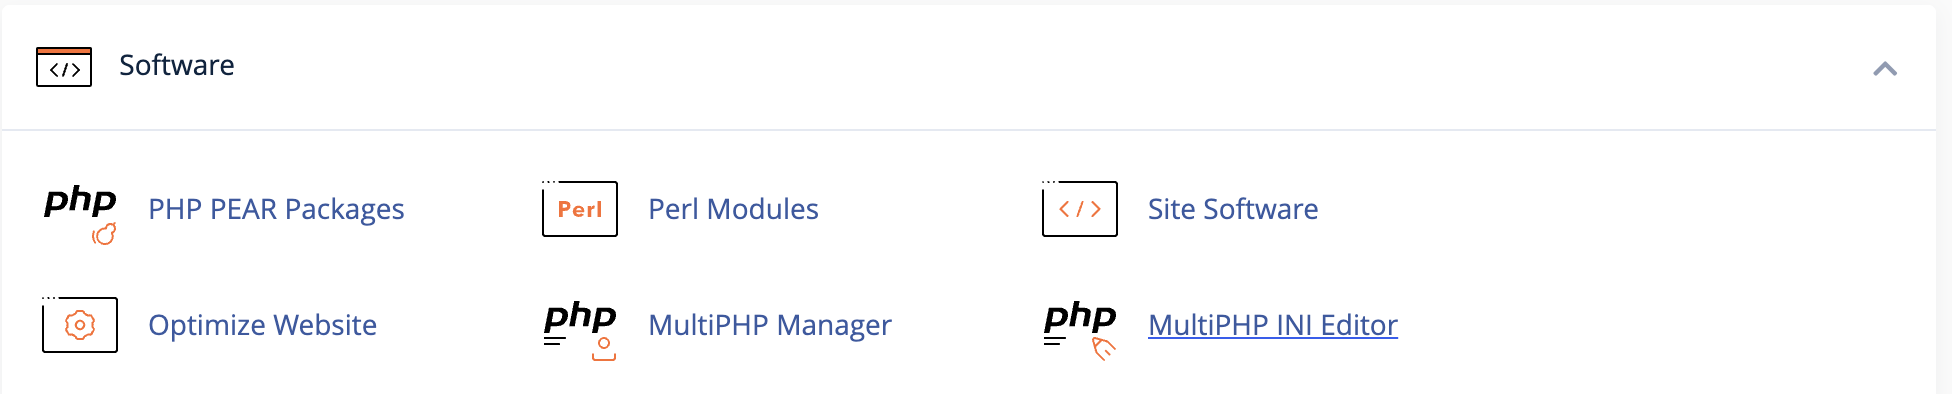 </> Software
php PHP PEAR Packages
Perl Perl Modules
</> Site Software
Optimize Website
php MultiPHP Manager
php MultiPHP INI Editor